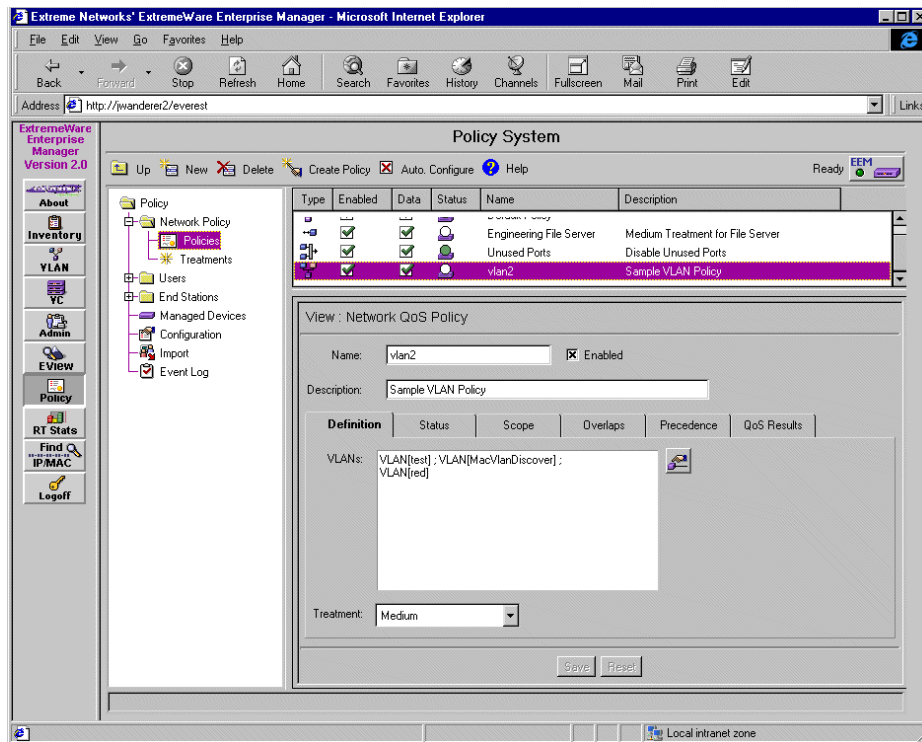 Extreme Networks' ExtremeWare Enterprise Manager - Microsoft Internet Explorer
File Edit View Go Favorites Help
Back Forward Stop Refresh Home Search Favorites History Channels Fullscreen Mail Print Edit
Address http://jwanderer2/everest Links
ExtremeWare
Enterprise
Manager
Version 2.0
About
Inventory
VLAN
VC
Admin
EView
Policy
RT Stats
Find
IP/MAC
Logoff
Policy System
Up New Delete Create Policy Auto. Configure Help Ready EEM
Policy
Network Policy
Policies
Treatments
Users
End Stations
Managed Devices
Configuration
Import
Event Log
Type Enabled Data Status Name Description
Default Policy
Engineering File Server Medium Treatment for File Server
Unused Ports Disable Unused Ports
vlan2 Sample VLAN Policy
View : Network QoS Policy
Name: vlan2 Enabled
Description: Sample VLAN Policy
Definition Status Scope Overlaps Precedence QoS Results
VLANs: VLAN[test] ; VLAN[MacVlanDiscover] ;
VLAN[red]
Treatment: Medium
Save Reset
Local intranet zone